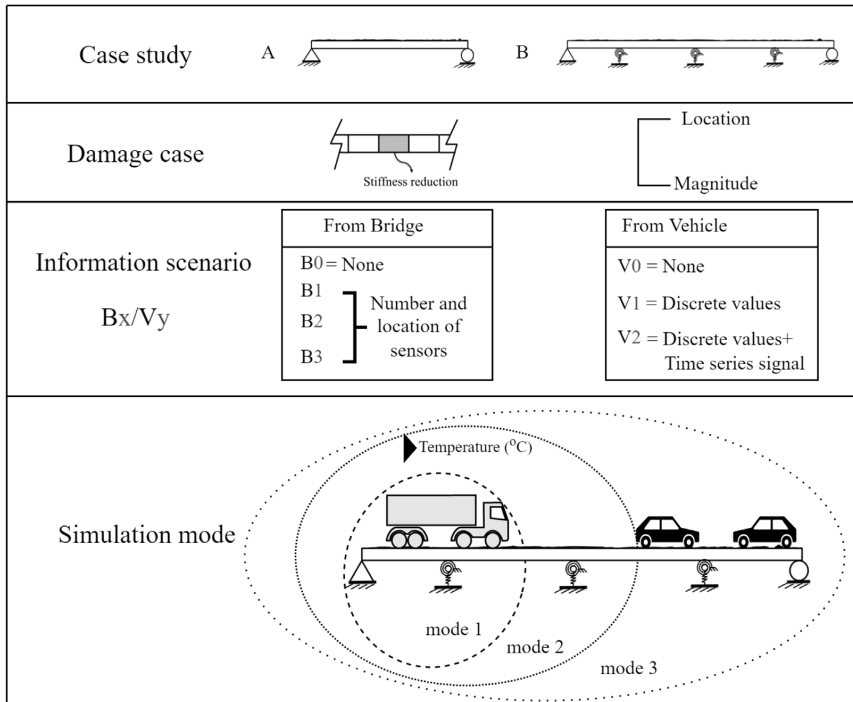 Case study
A
B
Damage case
Stiffness reduction
Location
Magnitude
Information scenario
Bx/Vy
From Bridge
B0 = None
B1
B2
B3
Number and
location of
sensors
From Vehicle
V0 = None
V1 = Discrete values
V2 = Discrete values+
Time series signal
Simulation mode
Temperature (°C)
mode 1
mode 2
mode 3